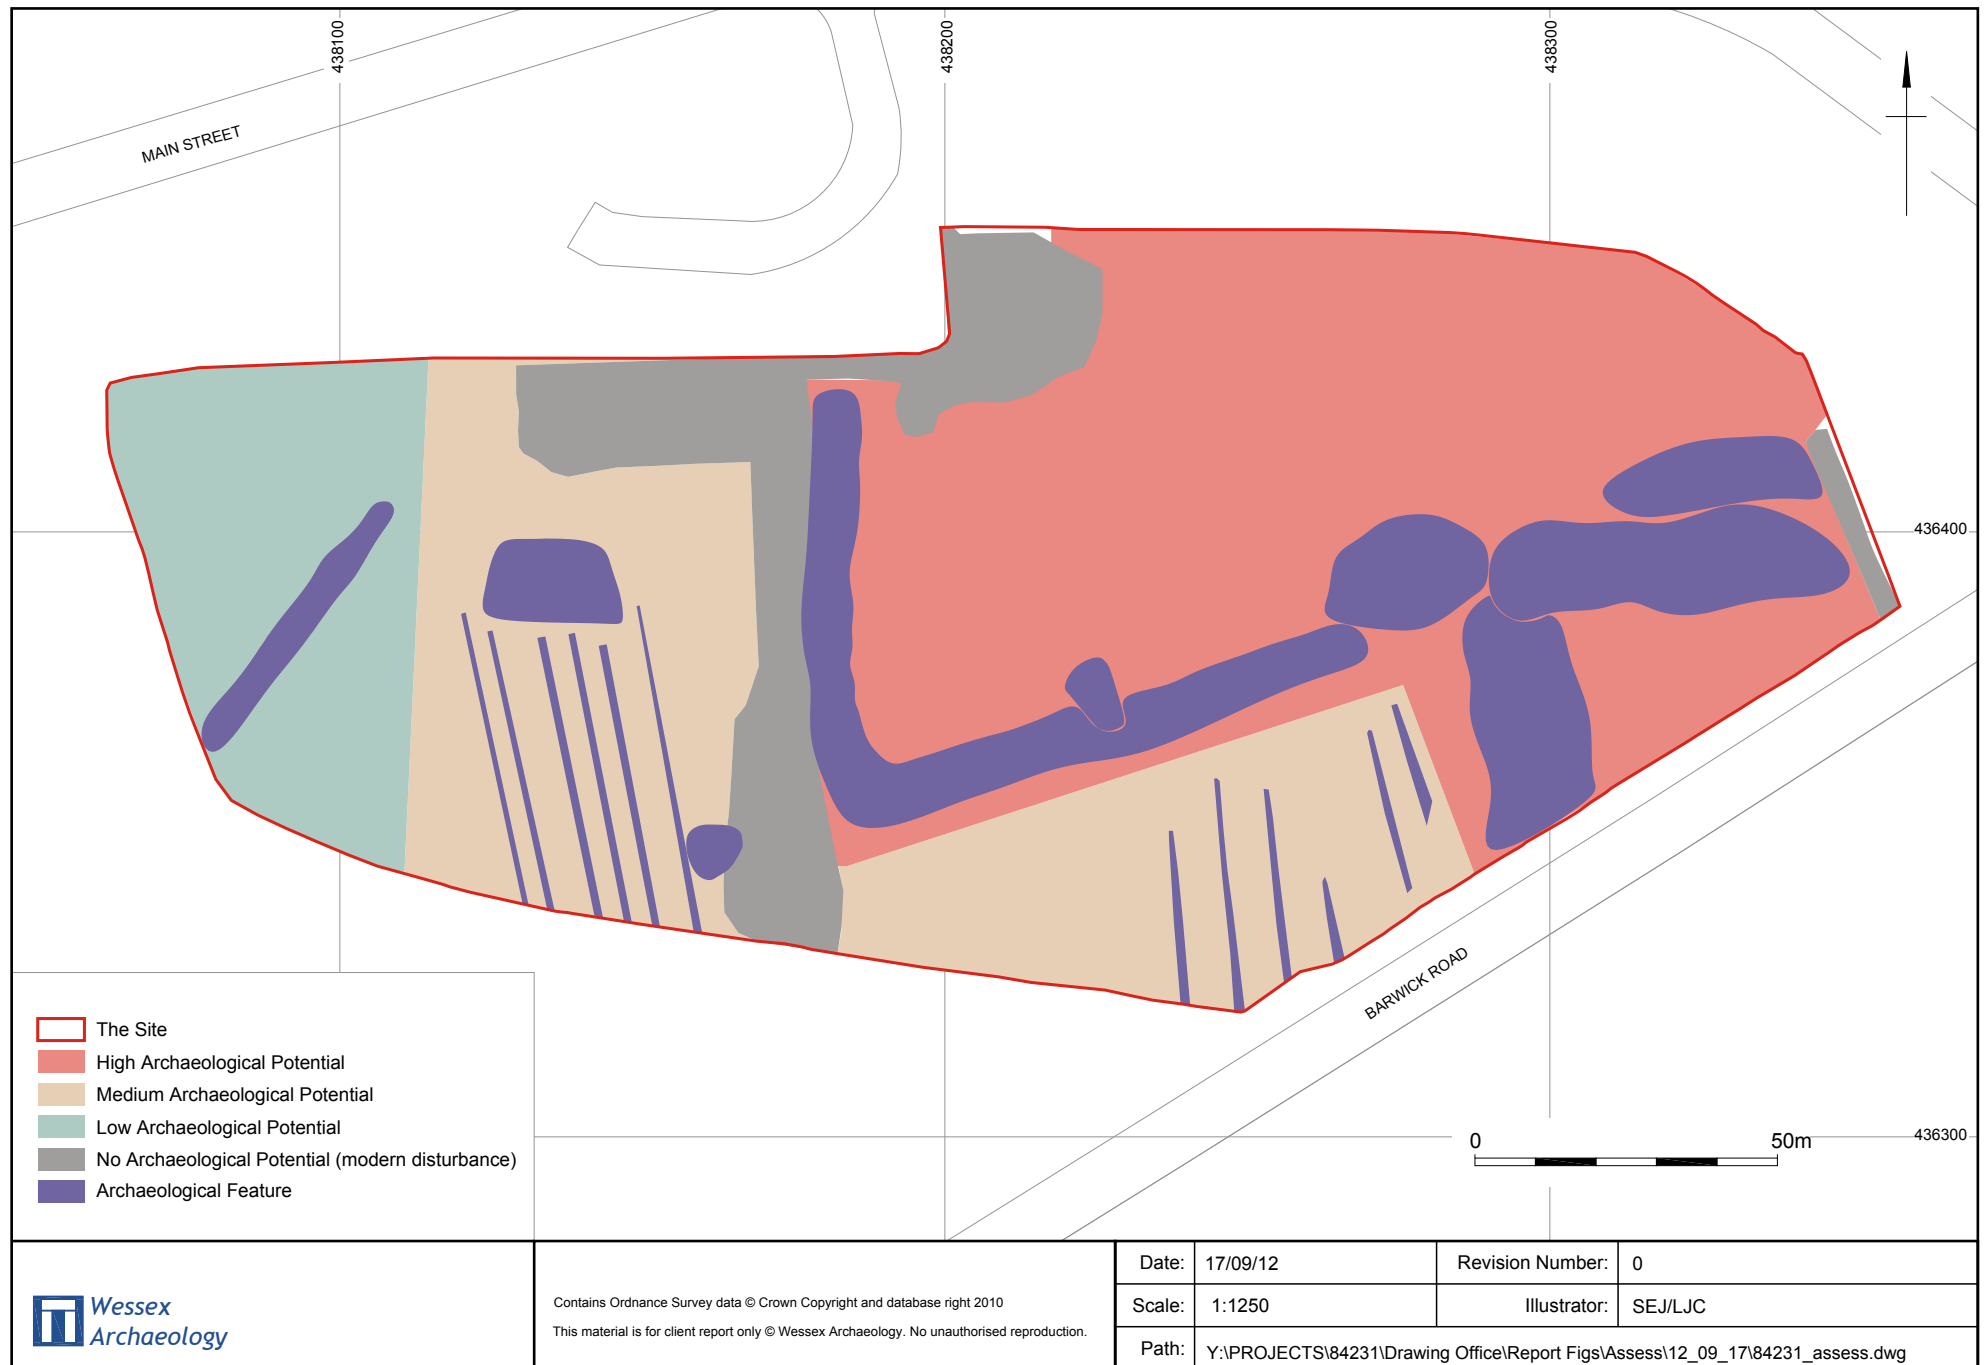 438100
438200
438300
MAIN STREET
436400
BARWICK ROAD
436300
0 50m
The Site
High Archaeological Potential
Medium Archaeological Potential
Low Archaeological Potential
No Archaeological Potential (modern disturbance)
Archaeological Feature
Wessex
Archaeology
Contains Ordnance Survey data © Crown Copyright and database right 2010
This material is for client report only © Wessex Archaeology. No unauthorised reproduction.
Date: 17/09/12 Revision Number: 0
Scale: 1:1250 Illustrator: SEJ/LJC
Path: Y:\PROJECTS\84231\Drawing Office\Report Figs\Assess\12_09_17\84231_assess.dwg